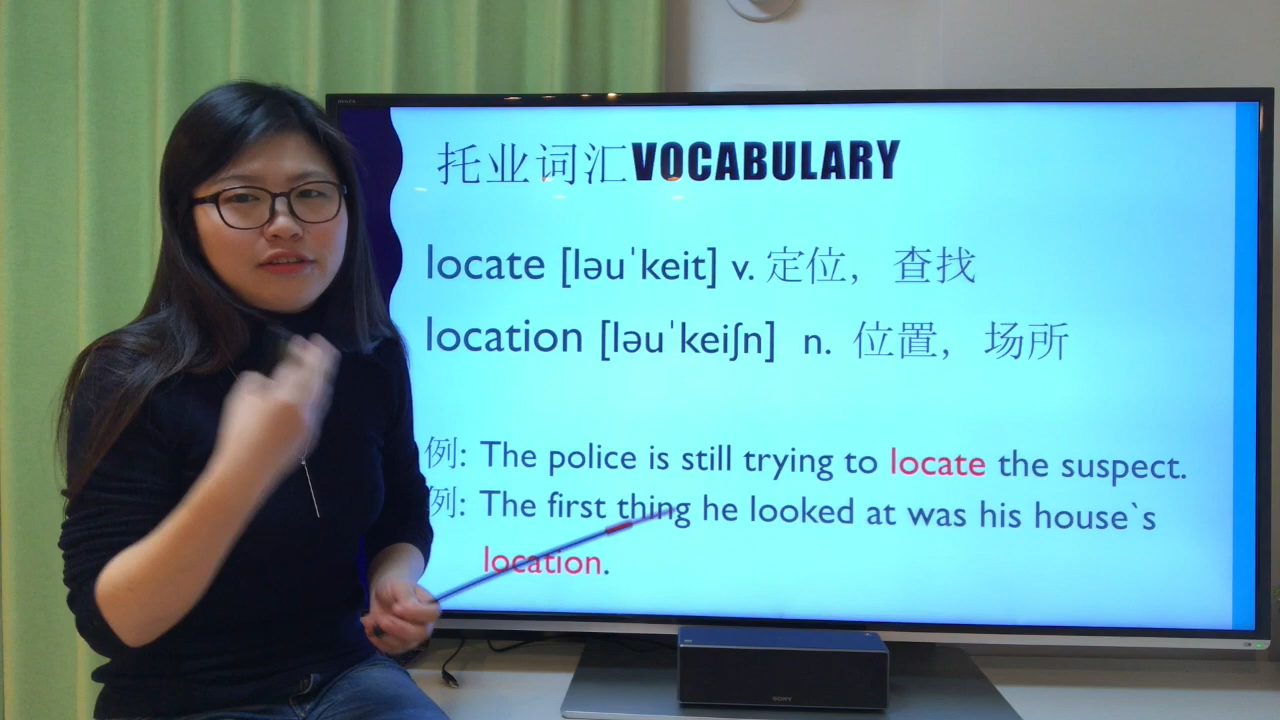 托业词汇VOCABULARY
locate [ləuˈkeit] v. 定位， 查找
location [ləuˈkeiʃn] n. 位置， 场所
例: The police is still trying to locate the suspect.
例: The first thing he looked at was his house`s
location.
SONY